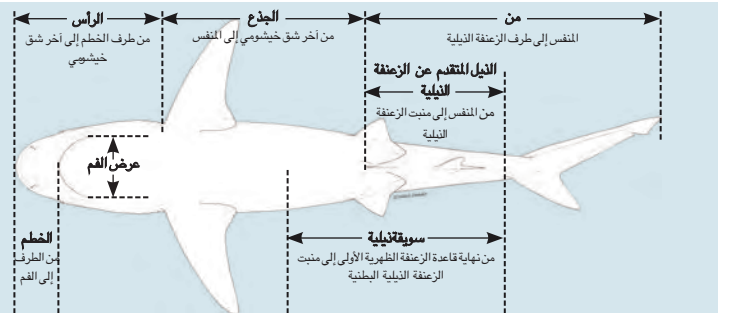 من
المنفس إلى طرف الزعنفة الذيلية
الجذع
من آخر شق خيشومي إلى المنفس
الرأس
من طرف الخطم إلى آخر شق
خيشومي
الذيل المتقدم عن الزعنفة
الذيلية
من المنفس إلى منبت الزعنفة
الذيلية
عرض الفم
سويقة ذيلية
من نهاية قاعدة الزعنفة الظهرية الأولى إلى منبت
الزعنفة الذيلية البطنية
الخطم
من الطرف
إلى الفم